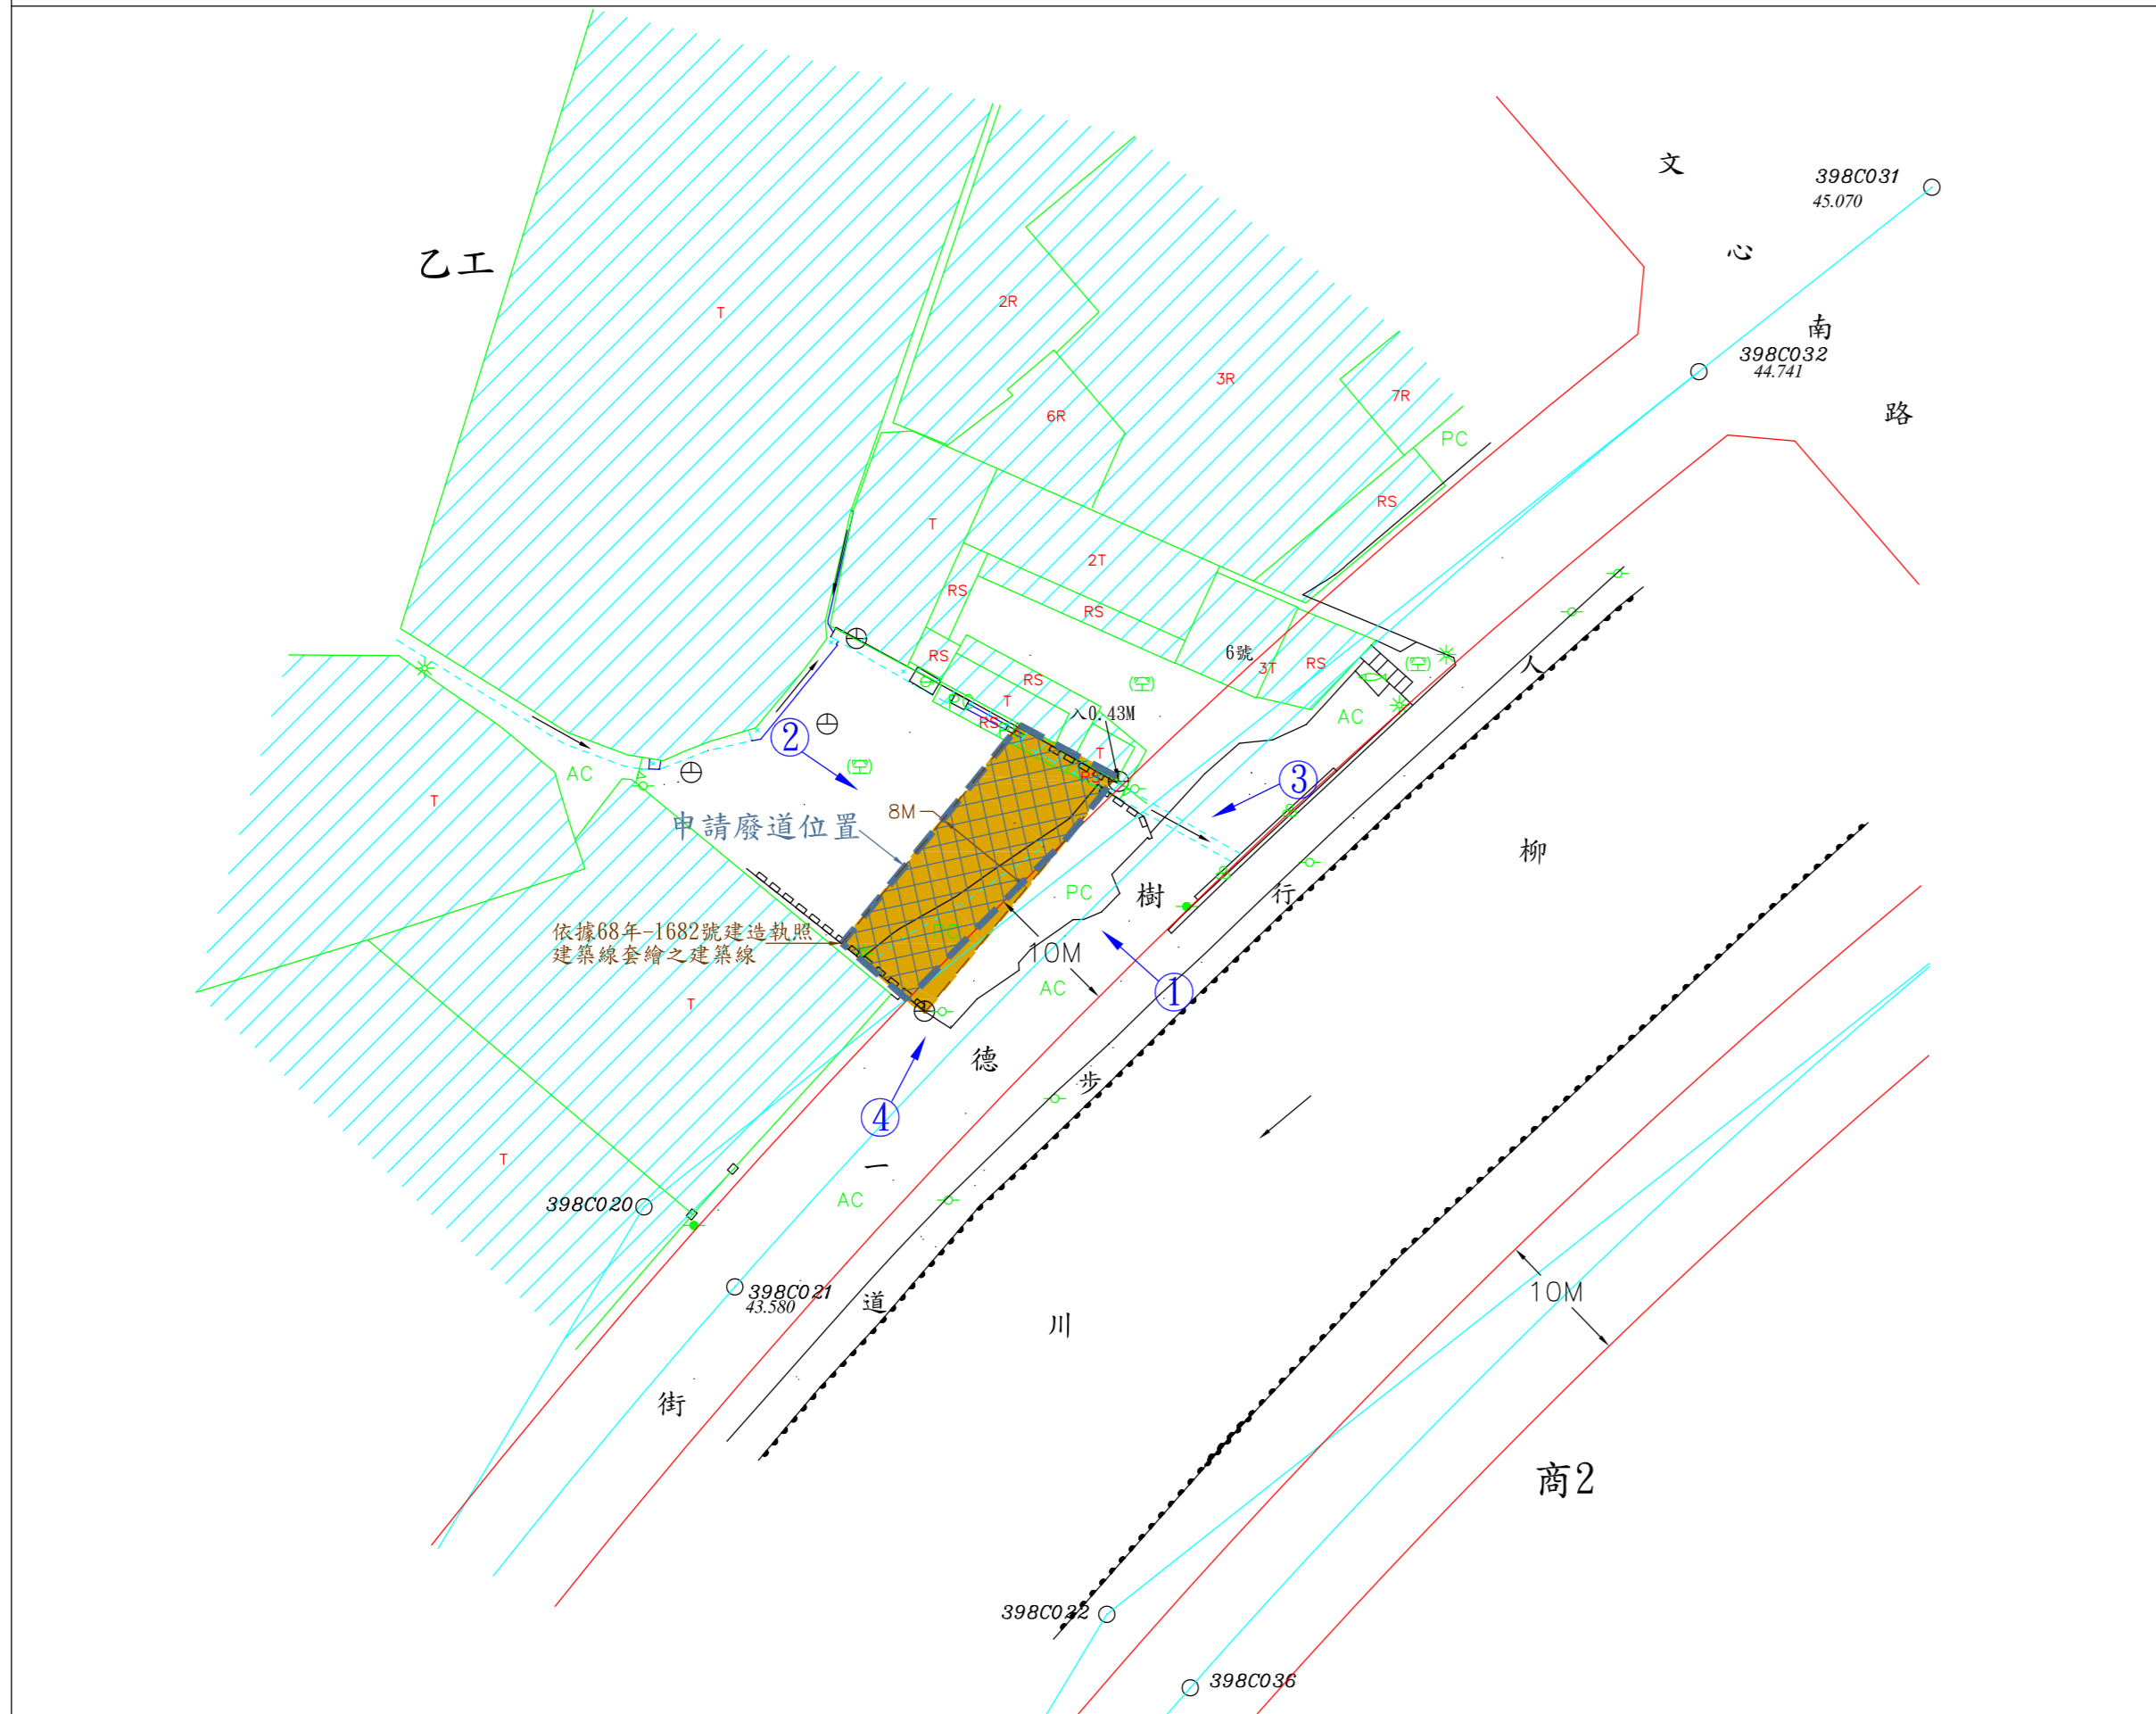 文
心
南
路
398C031
45.070
398C032
44.741
乙工
T
2R
3R
6R
7R
PC
RS
T
2T
RS
RS
6號
3T
RS
RS
RS
T
RS
入0.43M
T
RS
AC
AC
人
行
步
道
②
③
①
④
8M
申請廢道位置
依據68年-1682號建造執照
建築線套繪之建築線
T
T
T
PC
AC
10M
AC
樹
德
一
街
柳
川
398C020
398C021
43.580
10M
商2
398C022
398C036